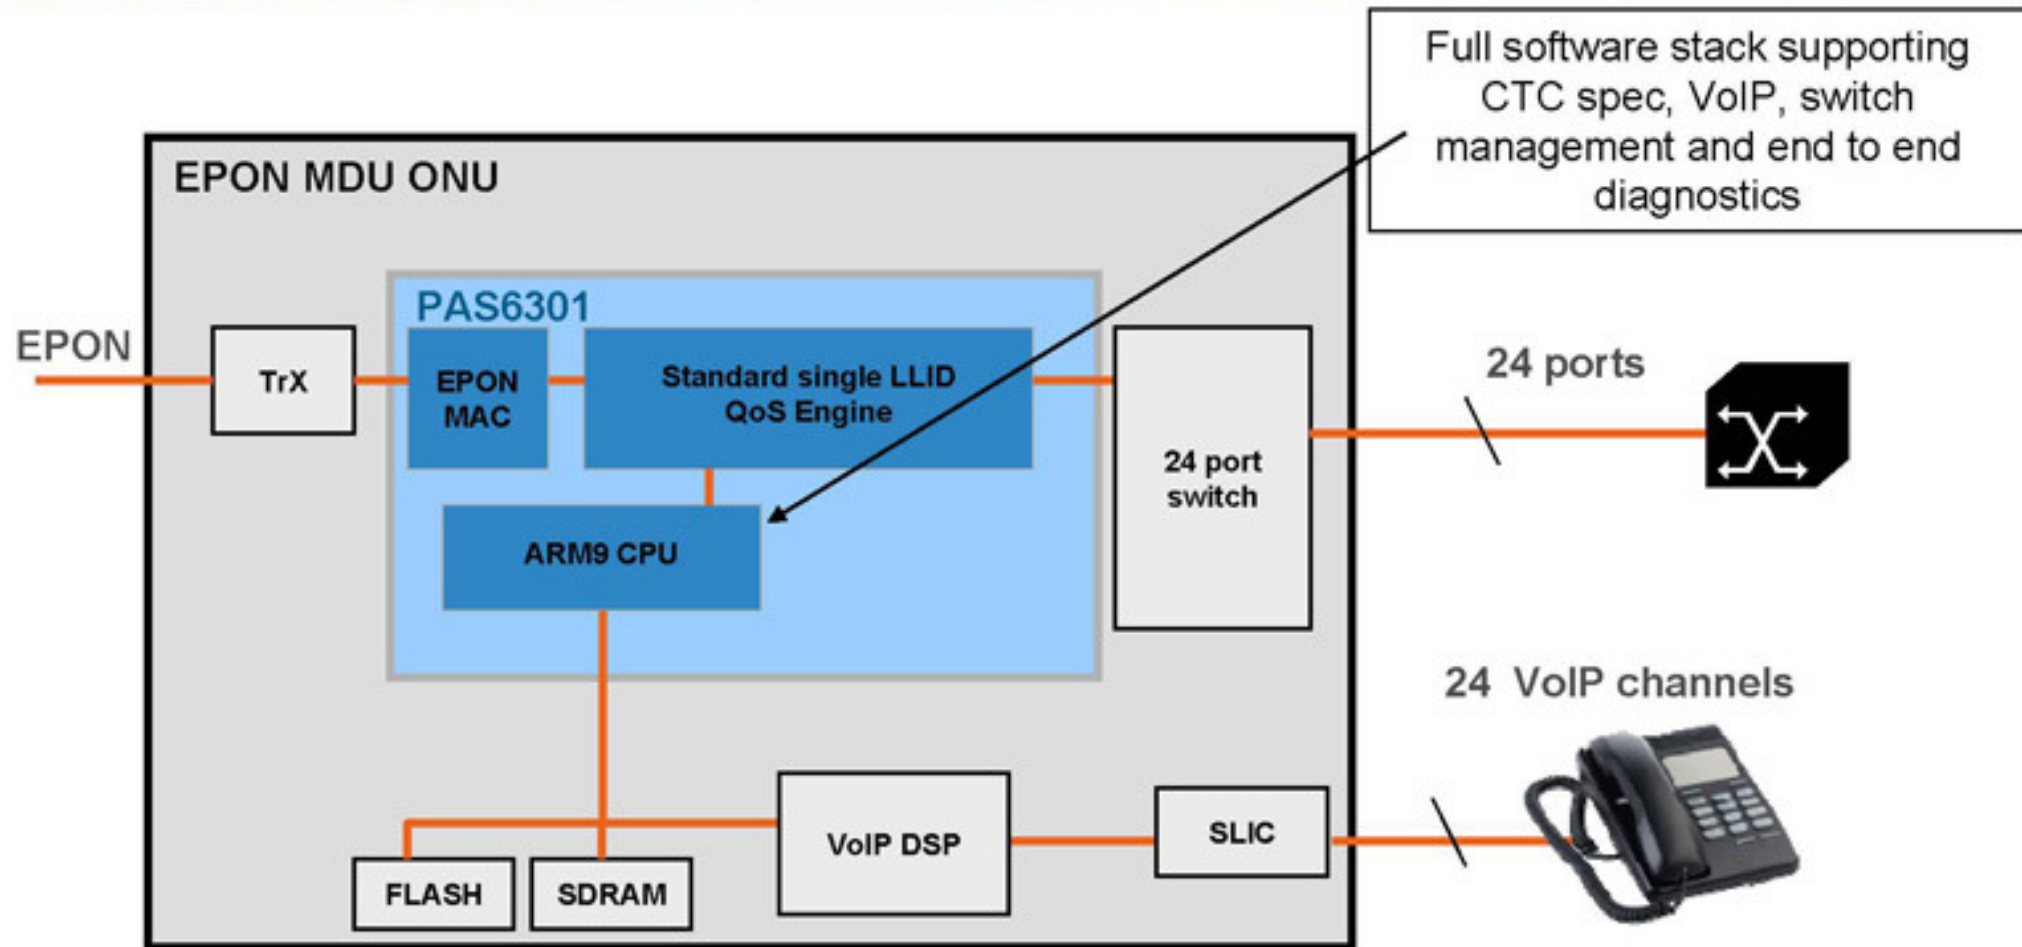 Full software stack supporting
CTC spec, VoIP, switch
management and end to end
diagnostics
EPON MDU ONU
PAS6301
EPON
TrX
EPON
MAC
Standard single LLID
QoS Engine
24 ports
24 port
switch
ARM9 CPU
24 VoIP channels
VoIP DSP
SLIC
FLASH
SDRAM